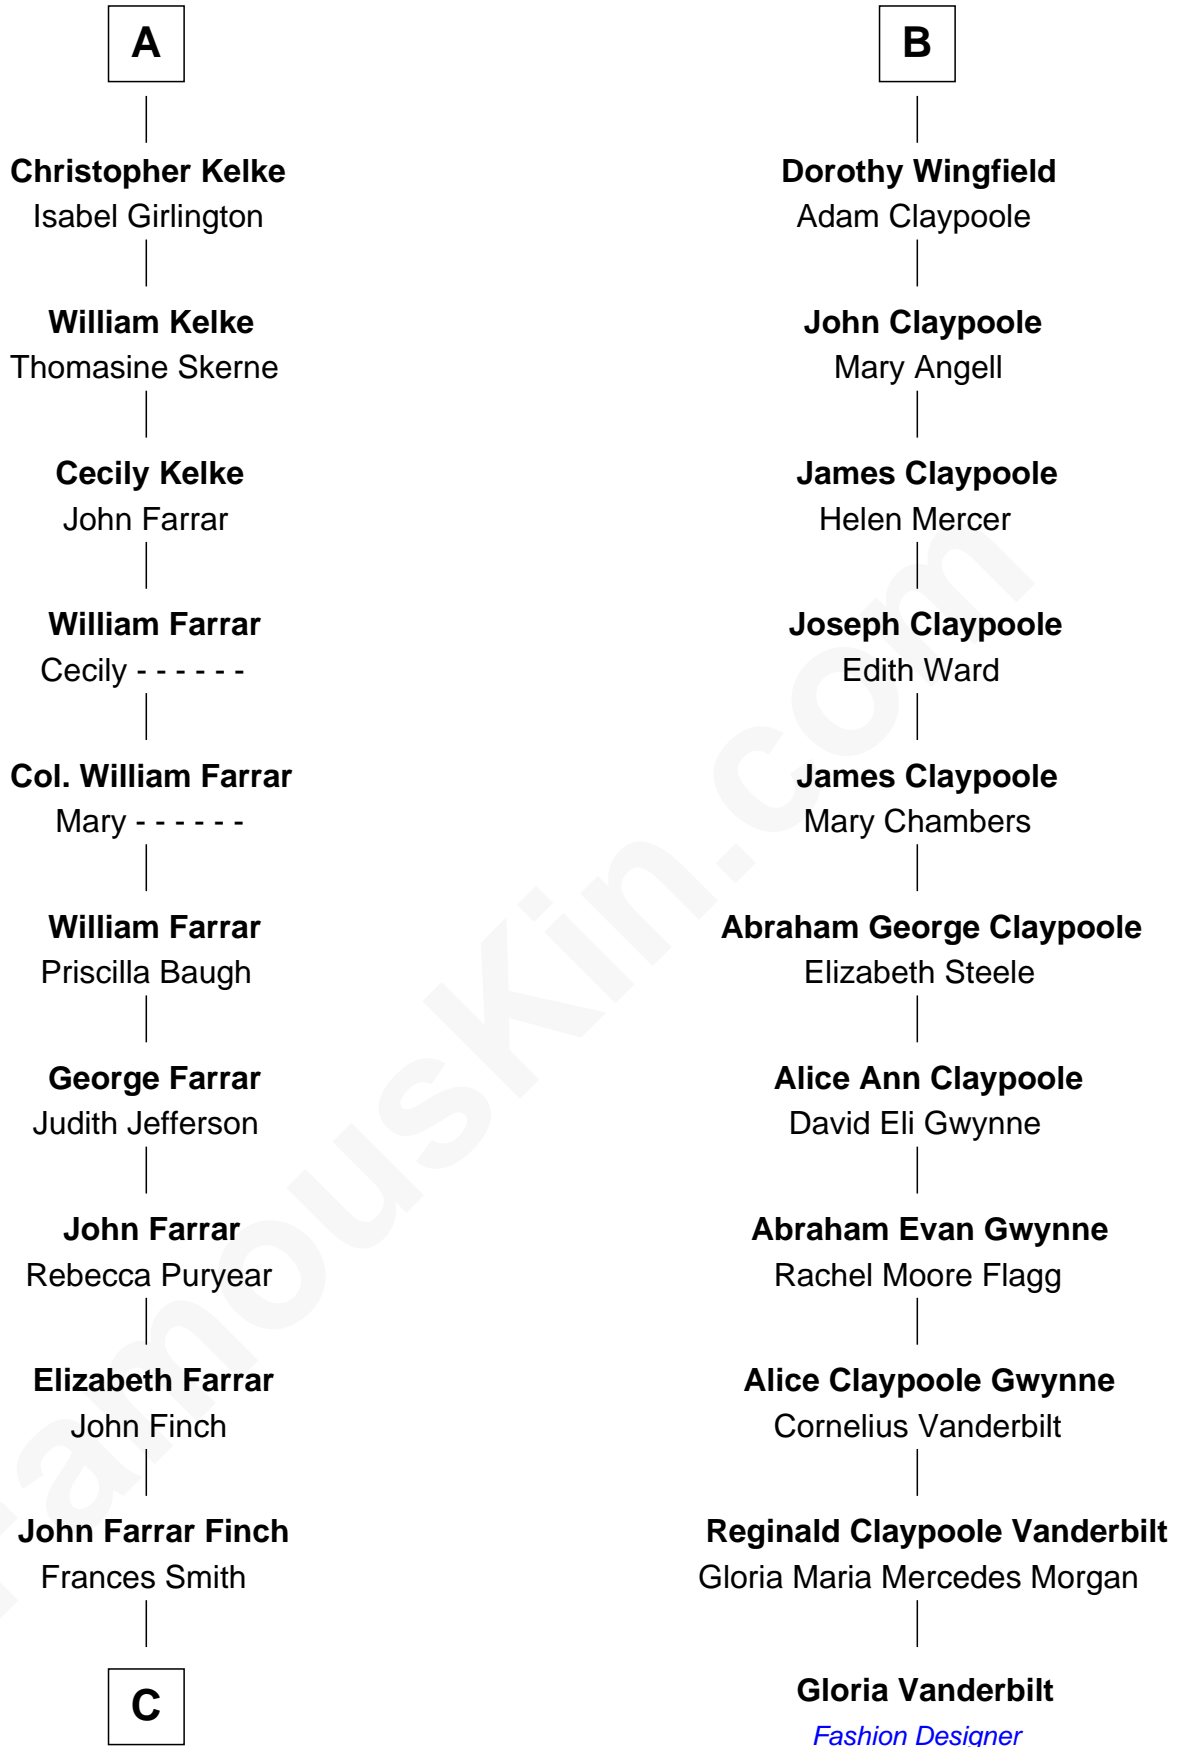 A
Christopher Kelke
Isabel Girlington
William Kelke
Thomasine Skerne
Cecily Kelke
John Farrar
William Farrar
Cecily - - - - - -
Col. William Farrar
Mary - - - - - -
William Farrar
Priscilla Baugh
George Farrar
Judith Jefferson
John Farrar
Rebecca Puryear
Elizabeth Farrar
John Finch
John Farrar Finch
Frances Smith
C
B
Dorothy Wingfield
Adam Claypoole
John Claypoole
Mary Angell
James Claypoole
Helen Mercer
Joseph Claypoole
Edith Ward
James Claypoole
Mary Chambers
Abraham George Claypoole
Elizabeth Steele
Alice Ann Claypoole
David Eli Gwynne
Abraham Evan Gwynne
Rachel Moore Flagg
Alice Claypoole Gwynne
Cornelius Vanderbilt
Reginald Claypoole Vanderbilt
Gloria Maria Mercedes Morgan
Gloria Vanderbilt
Fashion Designer
FamousKin.com